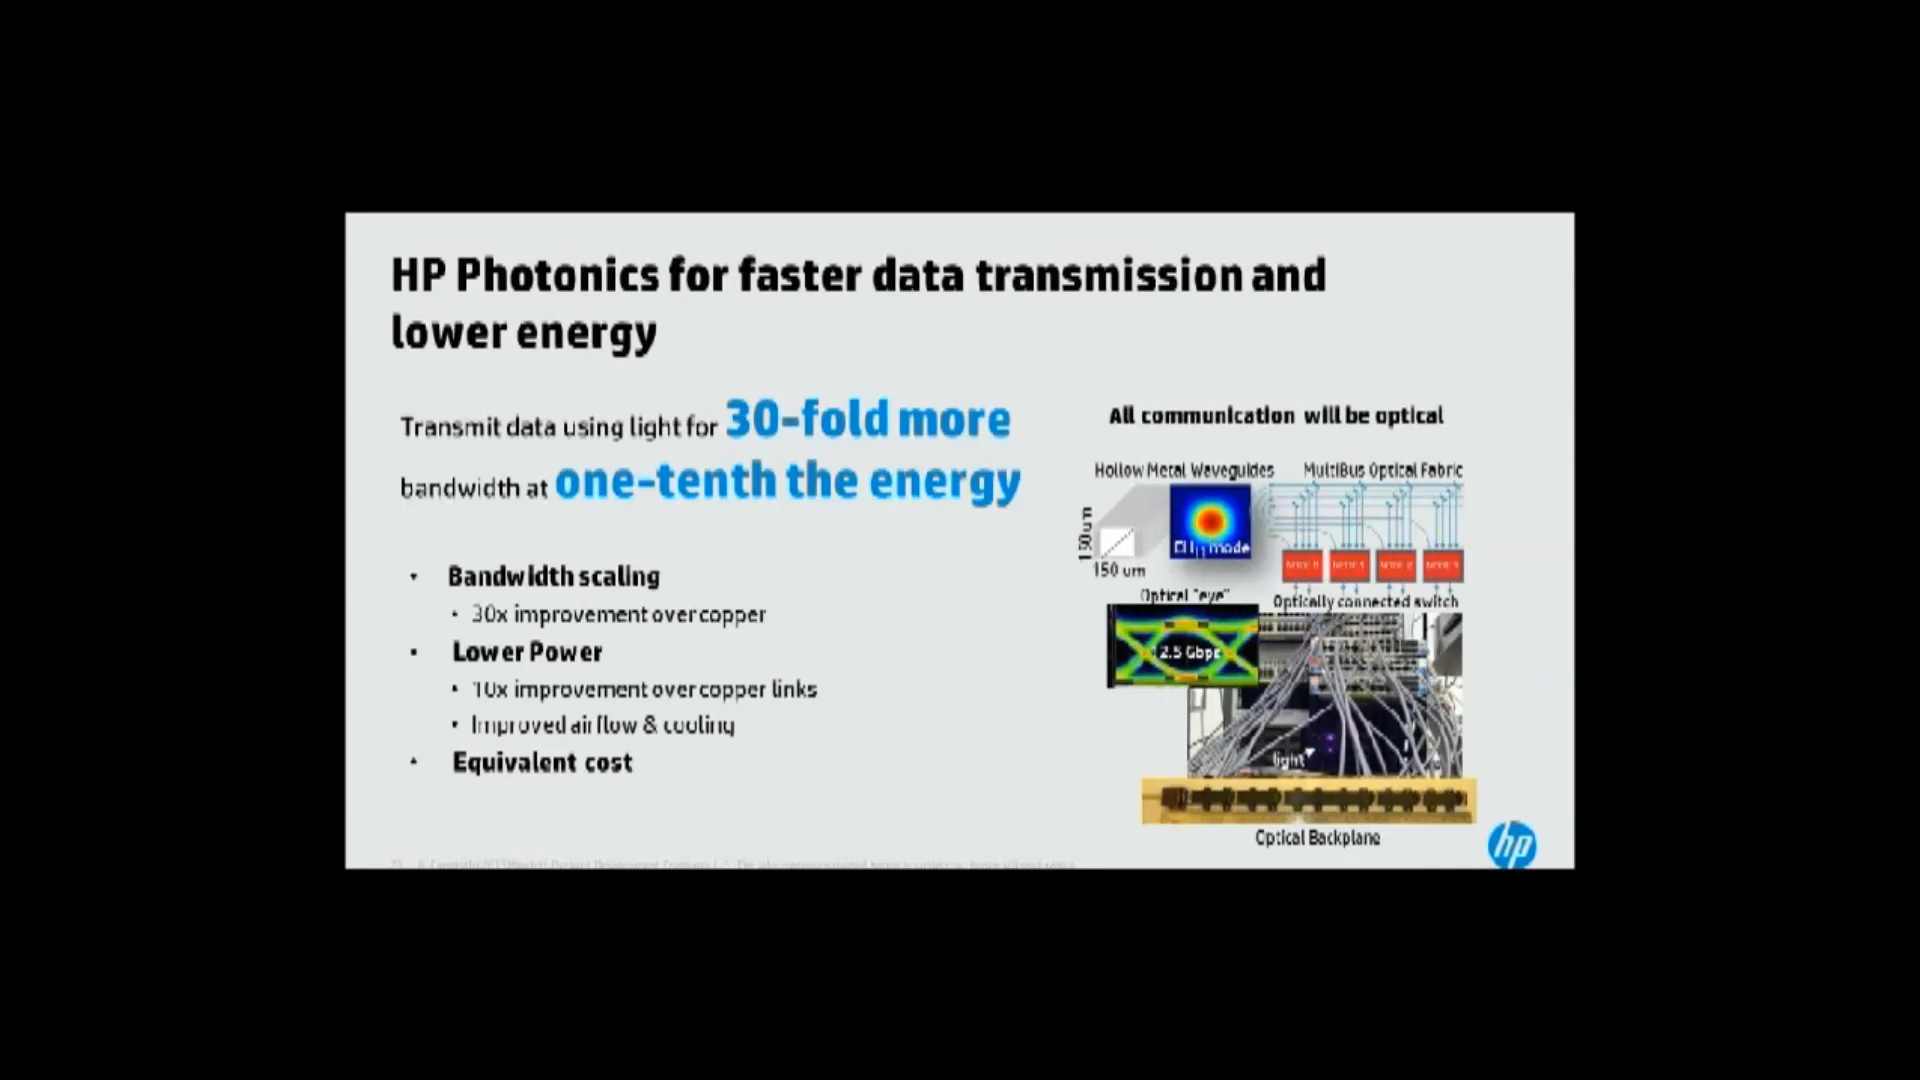 HP Photonics for faster data transmission and
lower energy
Transmit data using light for 30-fold more
bandwidth at one-tenth the energy
• Bandwidth scaling
• 30x improvement over copper
• Lower Power
• 10x improvement over copper links
• Improved airflow & cooling
• Equivalent cost
All communication will be optical
Hollow Metal Waveguides
MultiBus Optical Fabric
150 um
EH11 mode
150 um
Optical "eye"
Optically connected switch
2.5 Gbps
light
Optical Backplane
hp